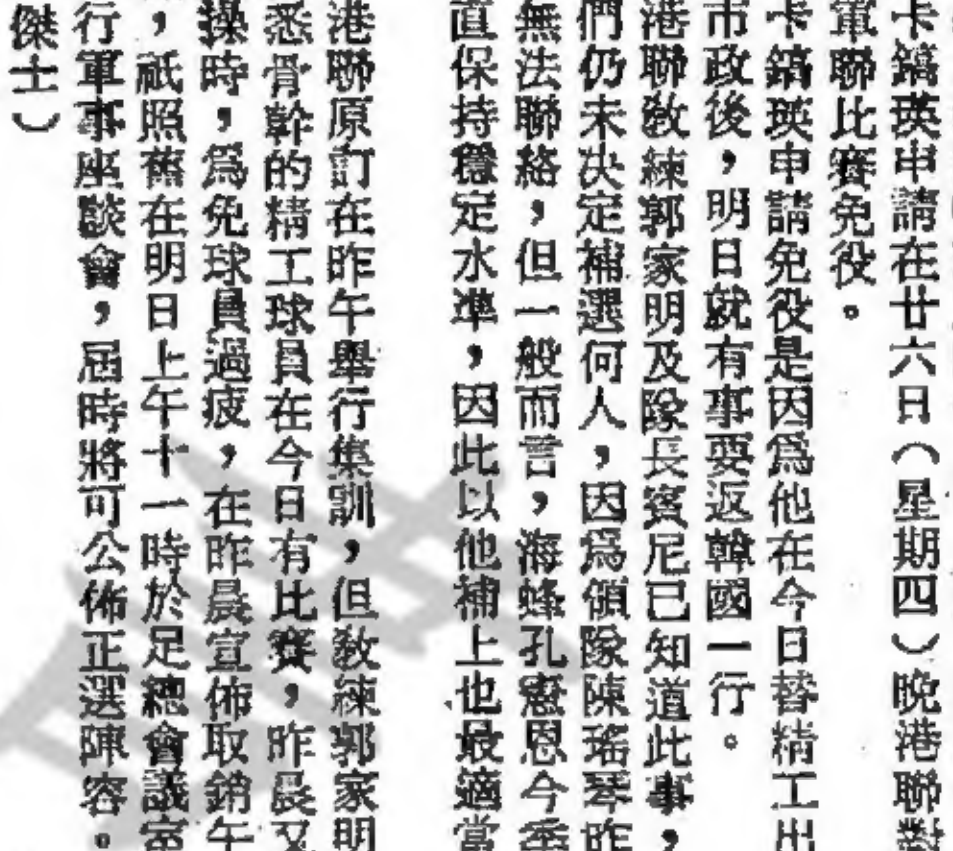 卡鎬瑛申請在廿六日（星期四）晚港聯對
軍聯比賽免役。
卡鎬瑛申請免役是因爲他在今日替精工出
市政後，明日就有事要返韓國一行。
港聯敎練郭家明及隊長賓尼已知道此事，
們仍未決定補選何人，因爲領隊陳瑤琴昨
無法聯絡，但一般而言，海蜂孔憲恩今季
直保持穩定水準，因此以他補上也最適當
港聯原訂在昨午舉行集訓，但敎練郭家明
悉骨幹的精工球員在今日有比賽，昨晨又
操時，爲免球員過疲，在昨晨宣佈取銷午
，祇照舊在明日上午十一時於足總會議室
行軍事座談會，屆時將可公佈正選陣容。
傑士）